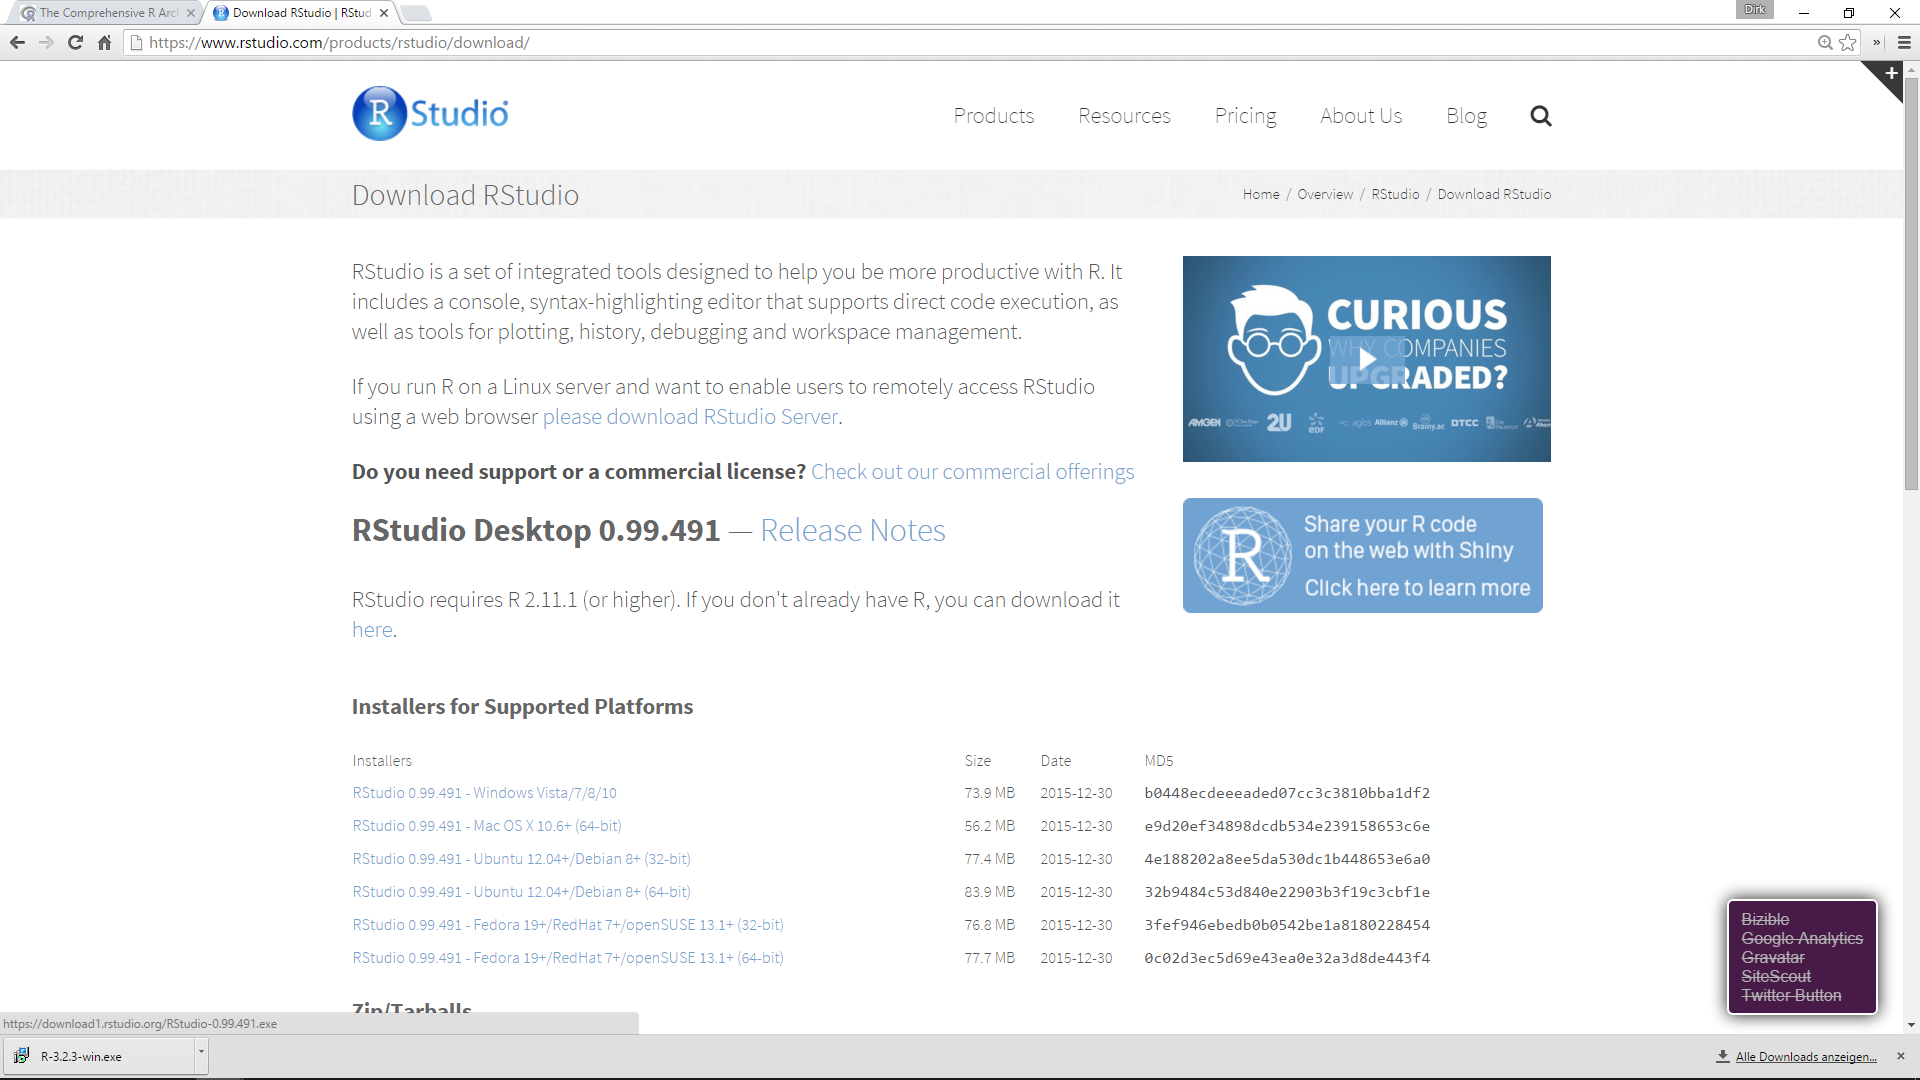 The Comprehensive R Arc
Download RStudio | RStud
Dirk
https://www.rstudio.com/products/rstudio/download/
R Studio
Products
Resources
Pricing
About Us
Blog
Download RStudio
Home / Overview / RStudio / Download RStudio
RStudio is a set of integrated tools designed to help you be more productive with R. It
includes a console, syntax-highlighting editor that supports direct code execution, as
well as tools for plotting, history, debugging and workspace management.
If you run R on a Linux server and want to enable users to remotely access RStudio
using a web browser please download RStudio Server.
Do you need support or a commercial license? Check out our commercial offerings
RStudio Desktop 0.99.491 — Release Notes
RStudio requires R 2.11.1 (or higher). If you don't already have R, you can download it
here.
CURIOUS
WHY COMPANIES
UPGRADED?
AMGEN 2U eDF agios Allianz Brainy.ac DTCC
R
Share your R code
on the web with Shiny
Click here to learn more
Installers for Supported Platforms
Installers Size Date MD5
RStudio 0.99.491 - Windows Vista/7/8/10 73.9 MB 2015-12-30 b0448ecdeeeaded07cc3c3810bba1df2
RStudio 0.99.491 - Mac OS X 10.6+ (64-bit) 56.2 MB 2015-12-30 e9d20ef34898dcdb534e239158653c6e
RStudio 0.99.491 - Ubuntu 12.04+/Debian 8+ (32-bit) 77.4 MB 2015-12-30 4e188202a8ee5da530dc1b448653e6a0
RStudio 0.99.491 - Ubuntu 12.04+/Debian 8+ (64-bit) 83.9 MB 2015-12-30 32b9484c53d840e22903b3f19c3cbf1e
RStudio 0.99.491 - Fedora 19+/RedHat 7+/openSUSE 13.1+ (32-bit) 76.8 MB 2015-12-30 3fef946ebedb0b0542be1a8180228454
RStudio 0.99.491 - Fedora 19+/RedHat 7+/openSUSE 13.1+ (64-bit) 77.7 MB 2015-12-30 0c02d3ec5d69e43ea0e32a3d8de443f4
Zip/Tarballs
Bizible
Google Analytics
Gravatar
SiteScout
Twitter Button
https://download1.rstudio.org/RStudio-0.99.491.exe
R-3.2.3-win.exe
Alle Downloads anzeigen...